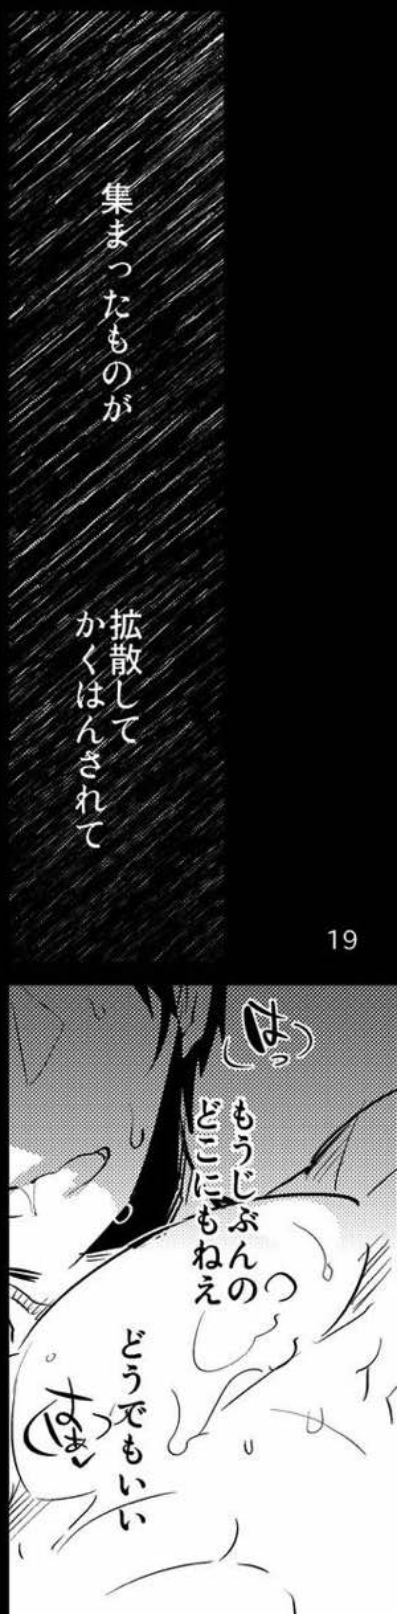 集まったものが
拡散して
かくはんされて
19
はっ
もうじぶんの
どこにもねえ
どうでもいい
はぁっ♥